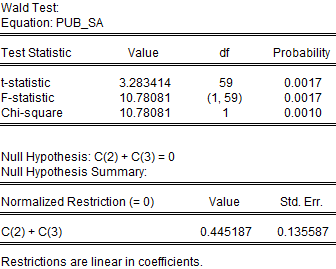 Wald Test:
Equation: PUB_SA
Test Statistic Value df Probability
t-statistic 3.283414 59 0.0017
F-statistic 10.78081 (1, 59) 0.0017
Chi-square 10.78081 1 0.0010
Null Hypothesis: C(2) + C(3) = 0
Null Hypothesis Summary:
Normalized Restriction (= 0) Value Std. Err.
C(2) + C(3) 0.445187 0.135587
Restrictions are linear in coefficients.